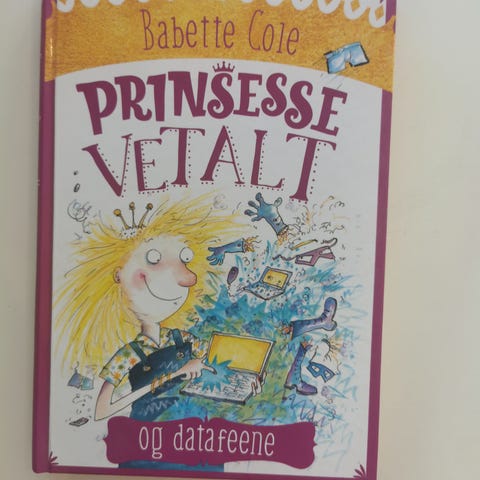 Babette Cole
PRINSESSE
VETALT
og datafeene